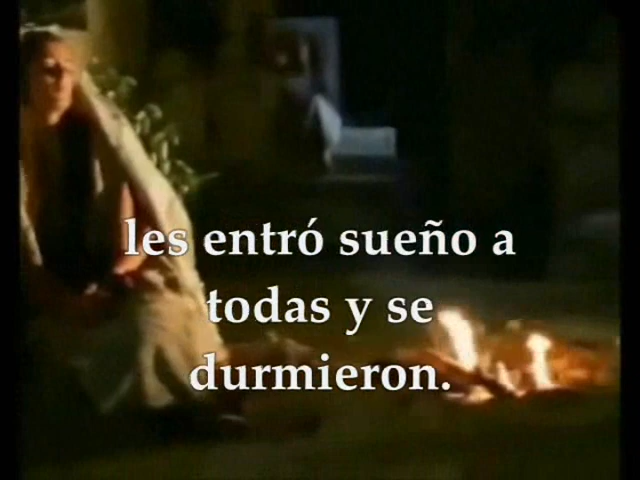 les entró sueño a
todas y se
durmieron.